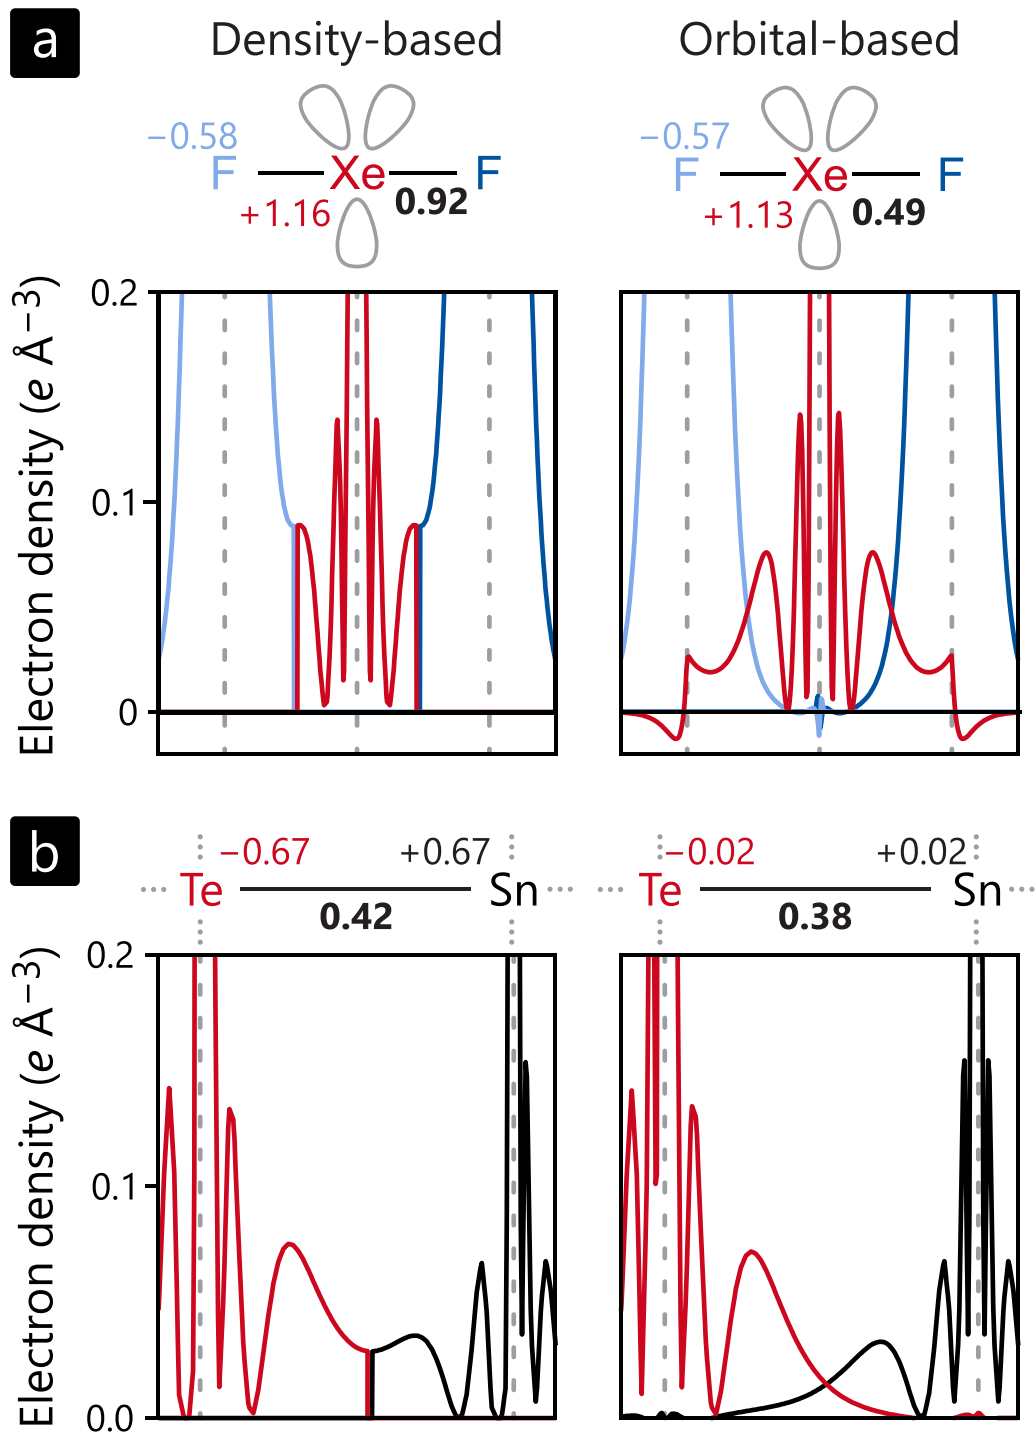 a
Density-based
Orbital-based
−0.58
F Xe F
+1.16
0.92
−0.57
F Xe F
+1.13
0.49
Electron density (e Å−3)
0.2
0.1
0
b
−0.67
+0.67
Te Sn
0.42
−0.02
+0.02
Te Sn
0.38
Electron density (e Å−3)
0.2
0.1
0.0